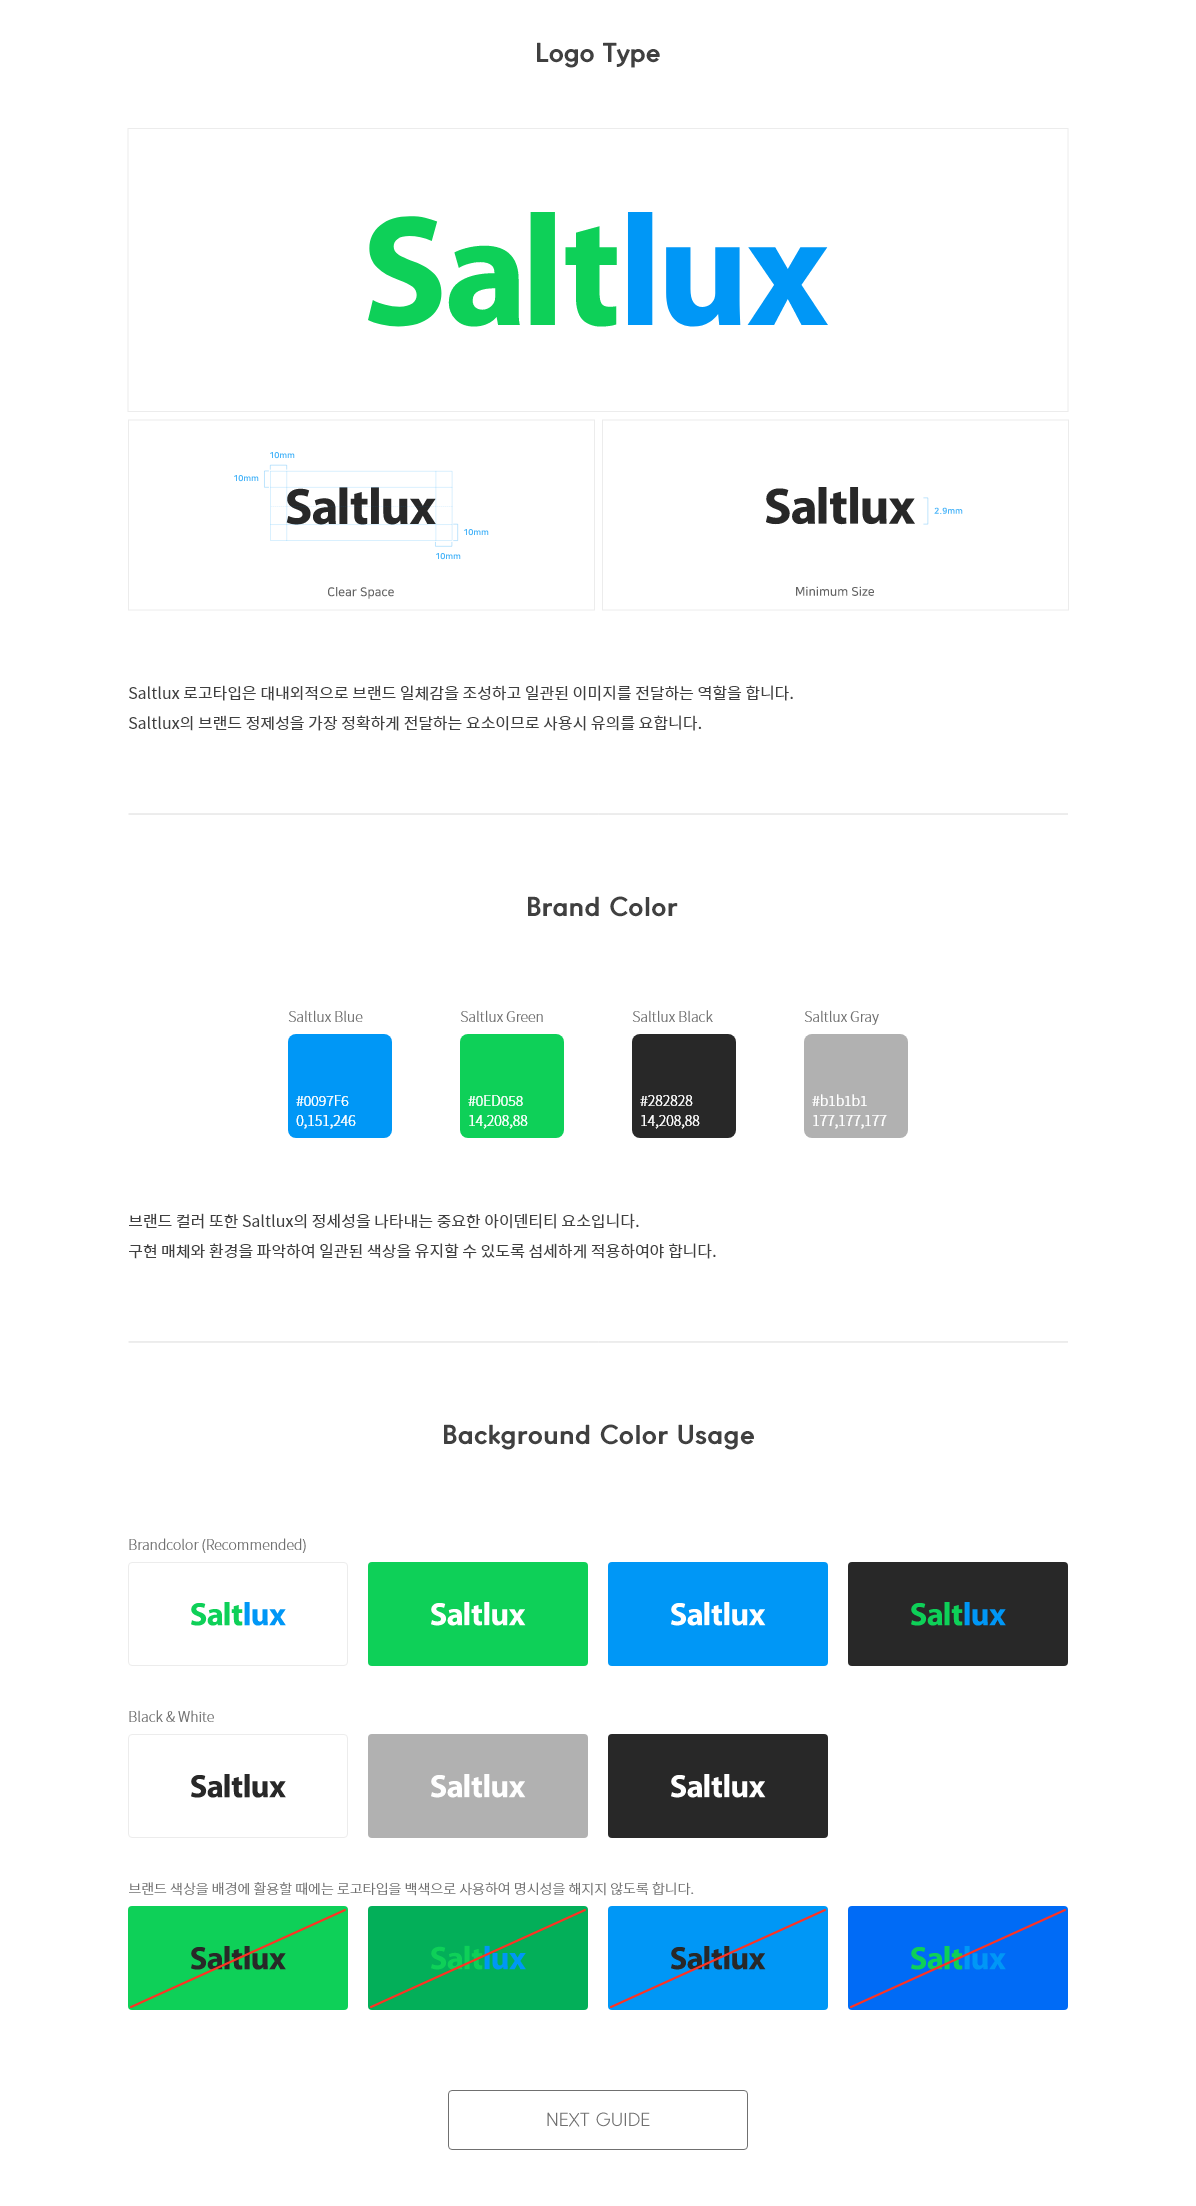 Logo Type
Saltlux
10mm
10mm
Saltlux
10mm
10mm
Clear Space
Saltlux
2.9mm
Minimum Size
Saltlux 로고타입은 대내외적으로 브랜드 일체감을 조성하고 일관된 이미지를 전달하는 역할을 합니다.
Saltlux의 브랜드 정제성을 가장 정확하게 전달하는 요소이므로 사용시 유의를 요합니다.
Brand Color
Saltlux Blue
#0097F6
0,151,246
Saltlux Green
#0ED058
14,208,88
Saltlux Black
#282828
14,208,88
Saltlux Gray
#b1b1b1
177,177,177
브랜드 컬러 또한 Saltlux의 정세성을 나타내는 중요한 아이덴티티 요소입니다.
구현 매체와 환경을 파악하여 일관된 색상을 유지할 수 있도록 섬세하게 적용하여야 합니다.
Background Color Usage
Brandcolor (Recommended)
Saltlux
Saltlux
Saltlux
Saltlux
Black & White
Saltlux
Saltlux
Saltlux
브랜드 색상을 배경에 활용할 때에는 로고타입을 백색으로 사용하여 명시성을 해지지 않도록 합니다.
Saltlux
Saltlux
Saltlux
Saltlux
NEXT GUIDE